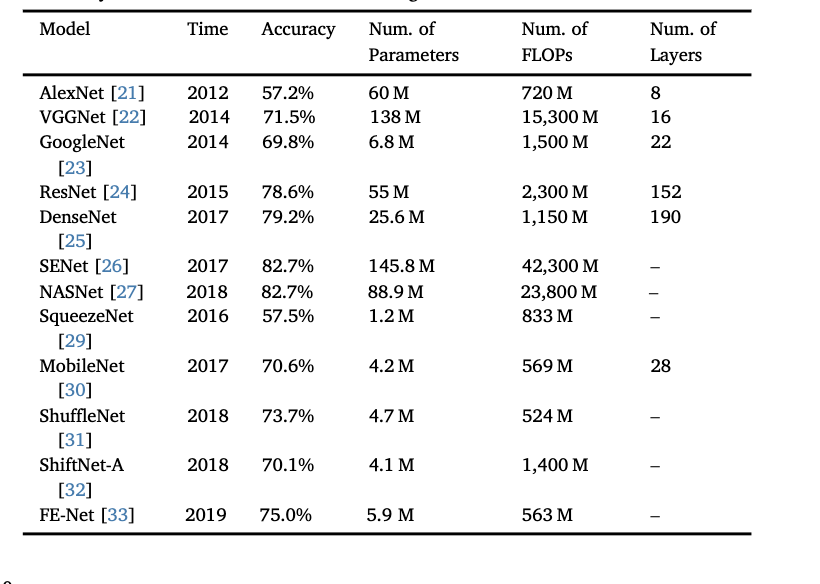 Model Time Accuracy Num. of Parameters Num. of FLOPs Num. of Layers
AlexNet [21] 2012 57.2% 60 M 720 M 8
VGGNet [22] 2014 71.5% 138 M 15,300 M 16
GoogleNet [23] 2014 69.8% 6.8 M 1,500 M 22
ResNet [24] 2015 78.6% 55 M 2,300 M 152
DenseNet [25] 2017 79.2% 25.6 M 1,150 M 190
SENet [26] 2017 82.7% 145.8 M 42,300 M –
NASNet [27] 2018 82.7% 88.9 M 23,800 M –
SqueezeNet [29] 2016 57.5% 1.2 M 833 M –
MobileNet [30] 2017 70.6% 4.2 M 569 M 28
ShuffleNet [31] 2018 73.7% 4.7 M 524 M –
ShiftNet-A [32] 2018 70.1% 4.1 M 1,400 M –
FE-Net [33] 2019 75.0% 5.9 M 563 M –